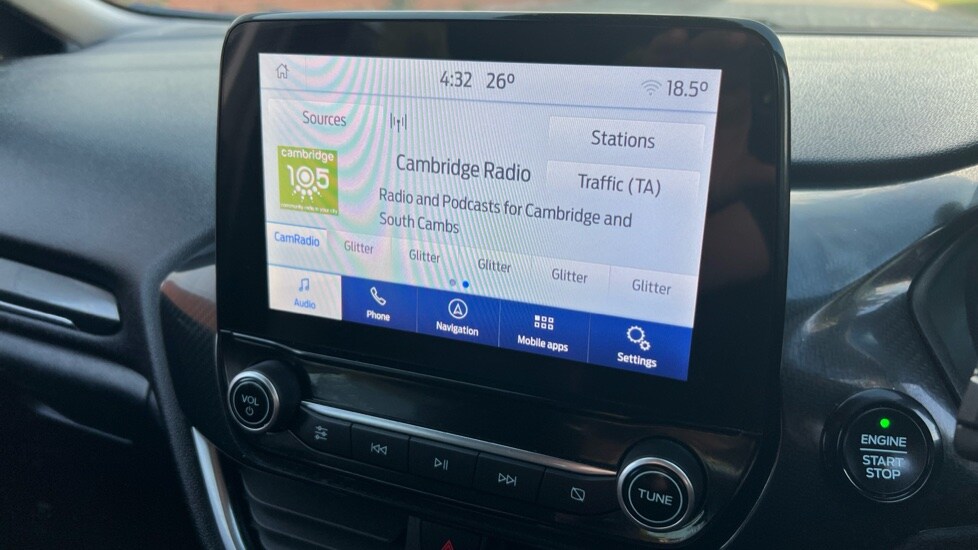 4:32 26° 18.5°
Sources
Stations
cambridge
105
Cambridge Radio
Traffic (TA)
Radio and Podcasts for Cambridge and
South Cambs
CamRadio Glitter Glitter Glitter Glitter Glitter
Audio Phone Navigation Mobile apps Settings
VOL
TUNE
ENGINE
START
STOP